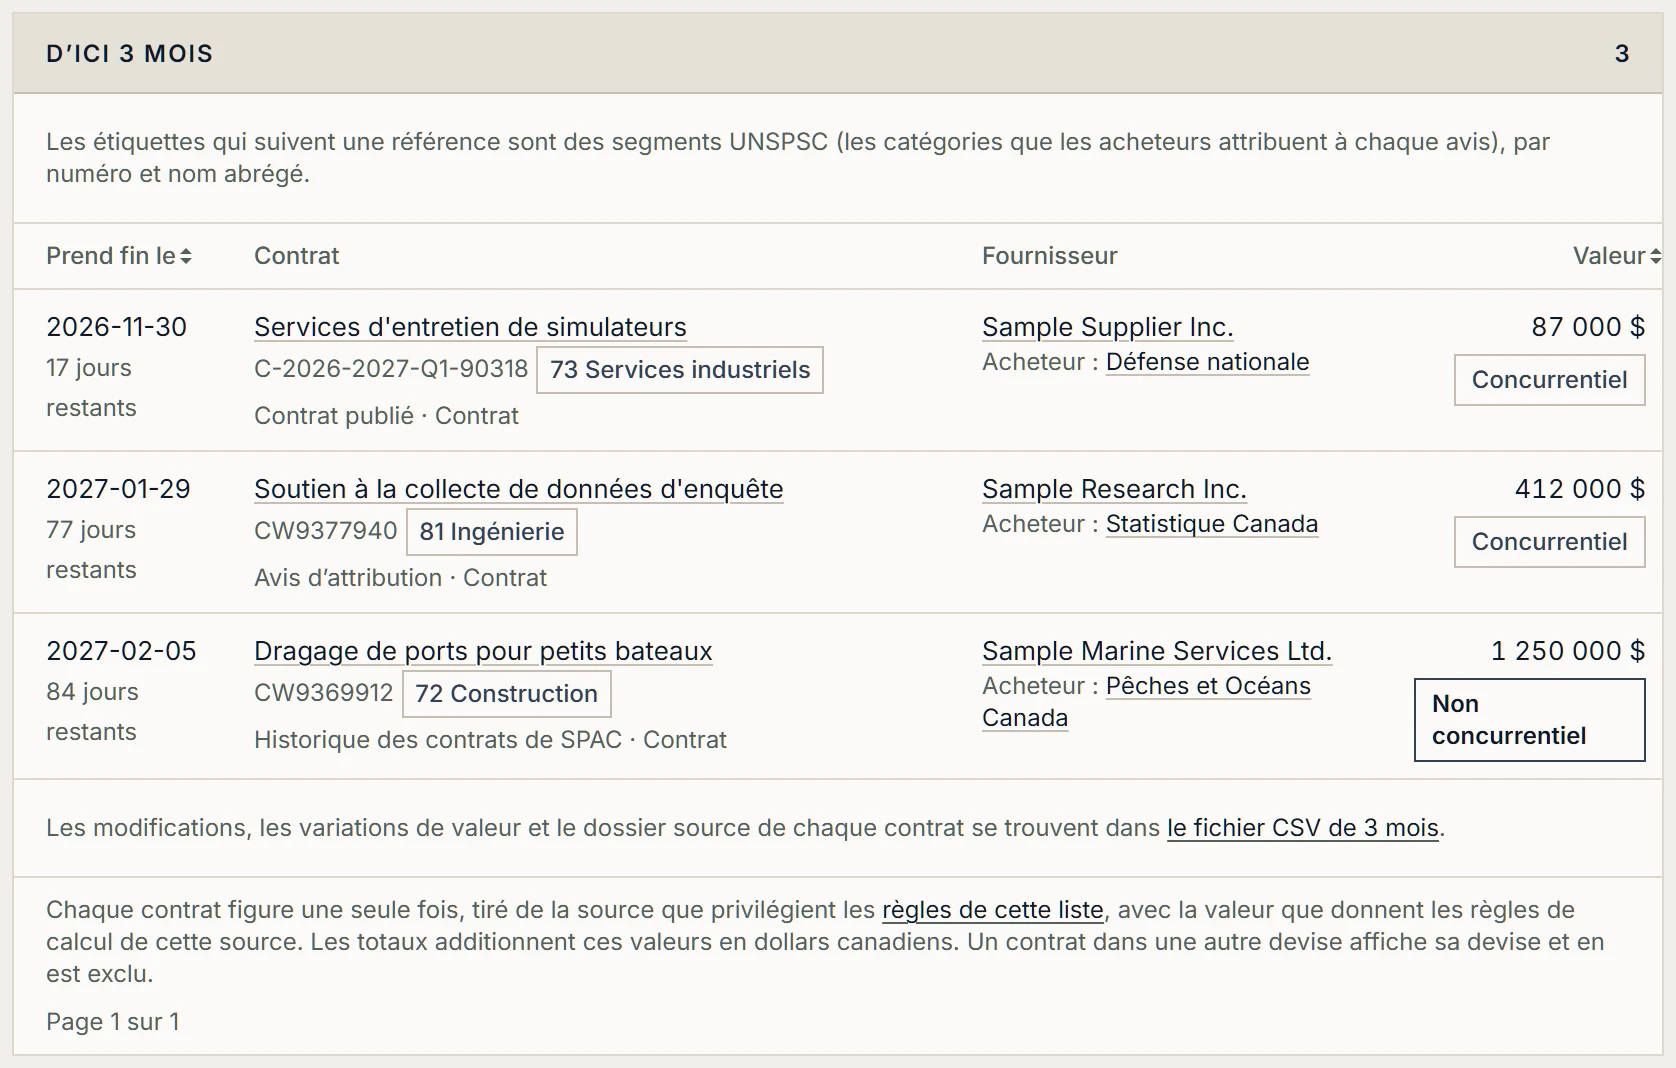 D’ICI 3 MOIS 3
Les étiquettes qui suivent une référence sont des segments UNSPSC (les catégories que les acheteurs attribuent à chaque avis), par
numéro et nom abrégé.
Prend fin le Contrat Fournisseur Valeur
2026-11-30 Services d'entretien de simulateurs Sample Supplier Inc. 87 000 $
17 jours C-2026-2027-Q1-90318 73 Services industriels Acheteur : Défense nationale Concurrentiel
restants Contrat publié · Contrat
2027-01-29 Soutien à la collecte de données d'enquête Sample Research Inc. 412 000 $
77 jours CW9377940 81 Ingénierie Acheteur : Statistique Canada Concurrentiel
restants Avis d’attribution · Contrat
2027-02-05 Dragage de ports pour petits bateaux Sample Marine Services Ltd. 1 250 000 $
84 jours CW9369912 72 Construction Acheteur : Pêches et Océans Non
restants Historique des contrats de SPAC · Contrat Canada concurrentiel
Les modifications, les variations de valeur et le dossier source de chaque contrat se trouvent dans le fichier CSV de 3 mois.
Chaque contrat figure une seule fois, tiré de la source que privilégient les règles de cette liste, avec la valeur que donnent les règles de
calcul de cette source. Les totaux additionnent ces valeurs en dollars canadiens. Un contrat dans une autre devise affiche sa devise et en
est exclu.
Page 1 sur 1